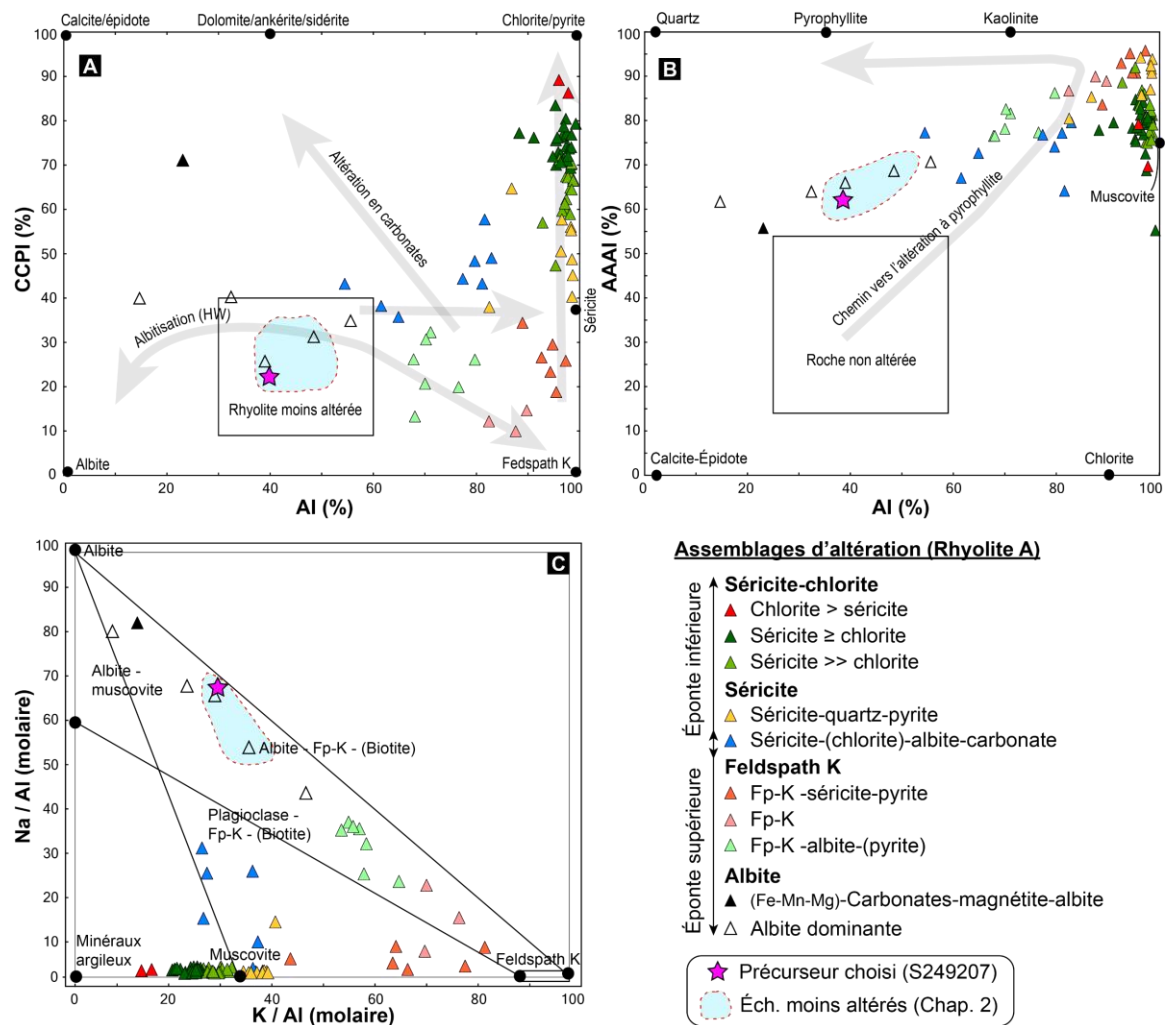 Calcite/épidote
Dolomite/ankérite/sidérite
Chlorite/pyrite
100
90
80
70
60
50
40
30
20
10
0
CCPI (%)
A
Altération en carbonates
Albitisation (HW)
Rhyolite moins altérée
Séricite
Albite
Fedspath K
0
20
40
60
80
100
AI (%)
Quartz
Pyrophyllite
Kaolinite
100
90
80
70
60
50
40
30
20
10
0
AAAI (%)
B
Muscovite
Chemin vers l'altération à pyrophyllite
Roche non altérée
Calcite-Épidote
Chlorite
0
20
40
60
80
100
AI (%)
100
90
80
70
60
50
40
30
20
10
0
Na / Al (molaire)
Albite
C
Albite -
muscovite
Albite - Fp-K - (Biotite)
Plagioclase -
Fp-K - (Biotite)
Minéraux
argileux
Muscovite
Feldspath K
0
20
40
60
80
100
K / Al (molaire)
Assemblages d'altération (Rhyolite A)
Éponte inférieure
Séricite-chlorite
Chlorite > séricite
Séricite ≥ chlorite
Séricite >> chlorite
Séricite
Séricite-quartz-pyrite
Séricite-(chlorite)-albite-carbonate
Éponte supérieure
Feldspath K
Fp-K -séricite-pyrite
Fp-K
Fp-K -albite-(pyrite)
Albite
(Fe-Mn-Mg)-Carbonates-magnétite-albite
Albite dominante
Précurseur choisi (S249207)
Éch. moins altérés (Chap. 2)